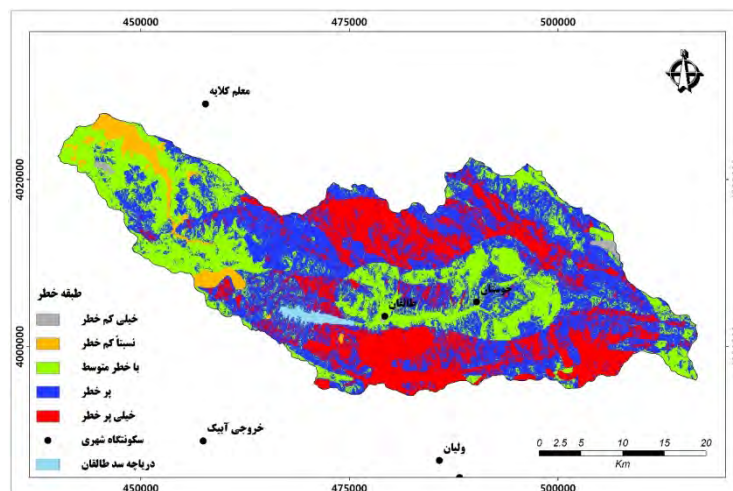 450000 475000 500000
معلم کلایه
4020000
جوستان
طالقان
طبقه خطر
خیلی کم خطر
نسبتاً کم خطر
با خطر متوسط
پر خطر
خیلی پر خطر
سکونتگاه شهری
دریاچه سد طالقان
4000000
خروجی آبیک
ولیان
0 2.5 5 10 15 20
Km
450000 475000 500000